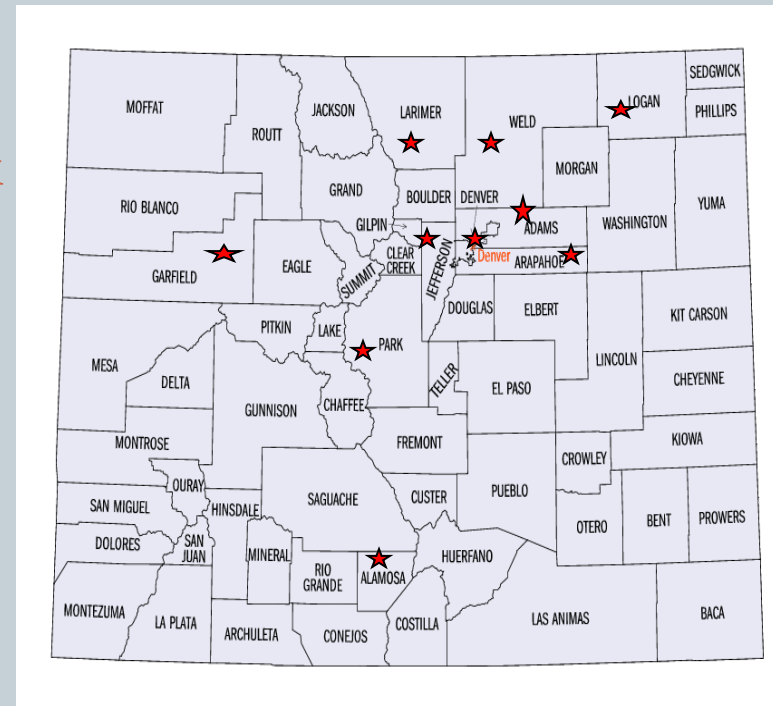 SEDGWICK
MOFFAT
JACKSON
LARIMER
LOGAN
PHILLIPS
ROUTT
WELD
MORGAN
GRAND
BOULDER
DENVER
YUMA
RIO BLANCO
WASHINGTON
GILPIN
ADAMS
GARFIELD
EAGLE
SUMMIT
CLEAR
CREEK
JEFFERSON
Denver
ARAPAHOE
DOUGLAS
ELBERT
KIT CARSON
PITKIN
LAKE
PARK
MESA
LINCOLN
DELTA
TELLER
EL PASO
CHEYENNE
GUNNISON
CHAFFEE
MONTROSE
FREMONT
KIOWA
CROWLEY
OURAY
SAN MIGUEL
HINSDALE
SAGUACHE
CUSTER
PUEBLO
OTERO
BENT
PROWERS
DOLORES
SAN
JUAN
MINERAL
RIO
GRANDE
ALAMOSA
HUERFANO
MONTEZUMA
LA PLATA
ARCHULETA
CONEJOS
COSTILLA
LAS ANIMAS
BACA